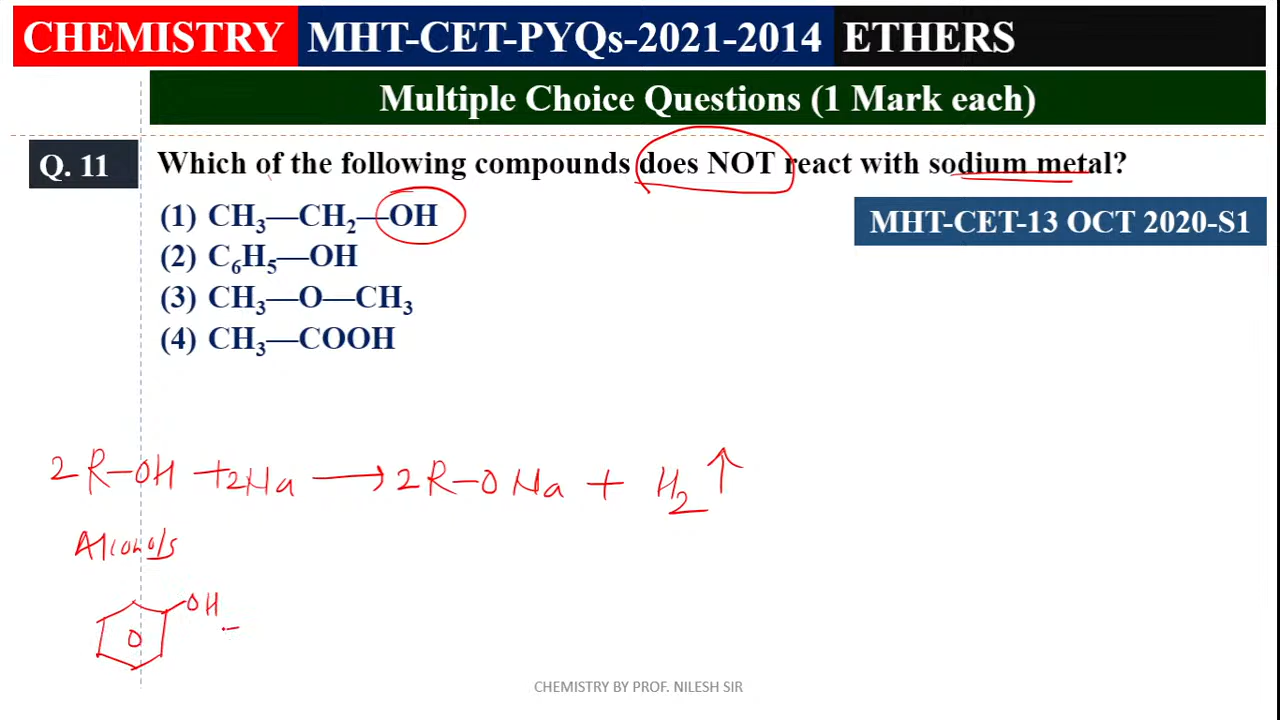 CHEMISTRY MHT-CET-PYQs-2021-2014 ETHERS
Multiple Choice Questions (1 Mark each)
Q. 11 Which of the following compounds does NOT react with sodium metal?
(1) CH₃—CH₂—OH
MHT-CET-13 OCT 2020-S1
(2) C₆H₅—OH
(3) CH₃—O—CH₃
(4) CH₃—COOH
2R-OH +2Na ⟶ 2R-ONa + H₂ ↑
Alcohols
OH
CHEMISTRY BY PROF. NILESH SIR